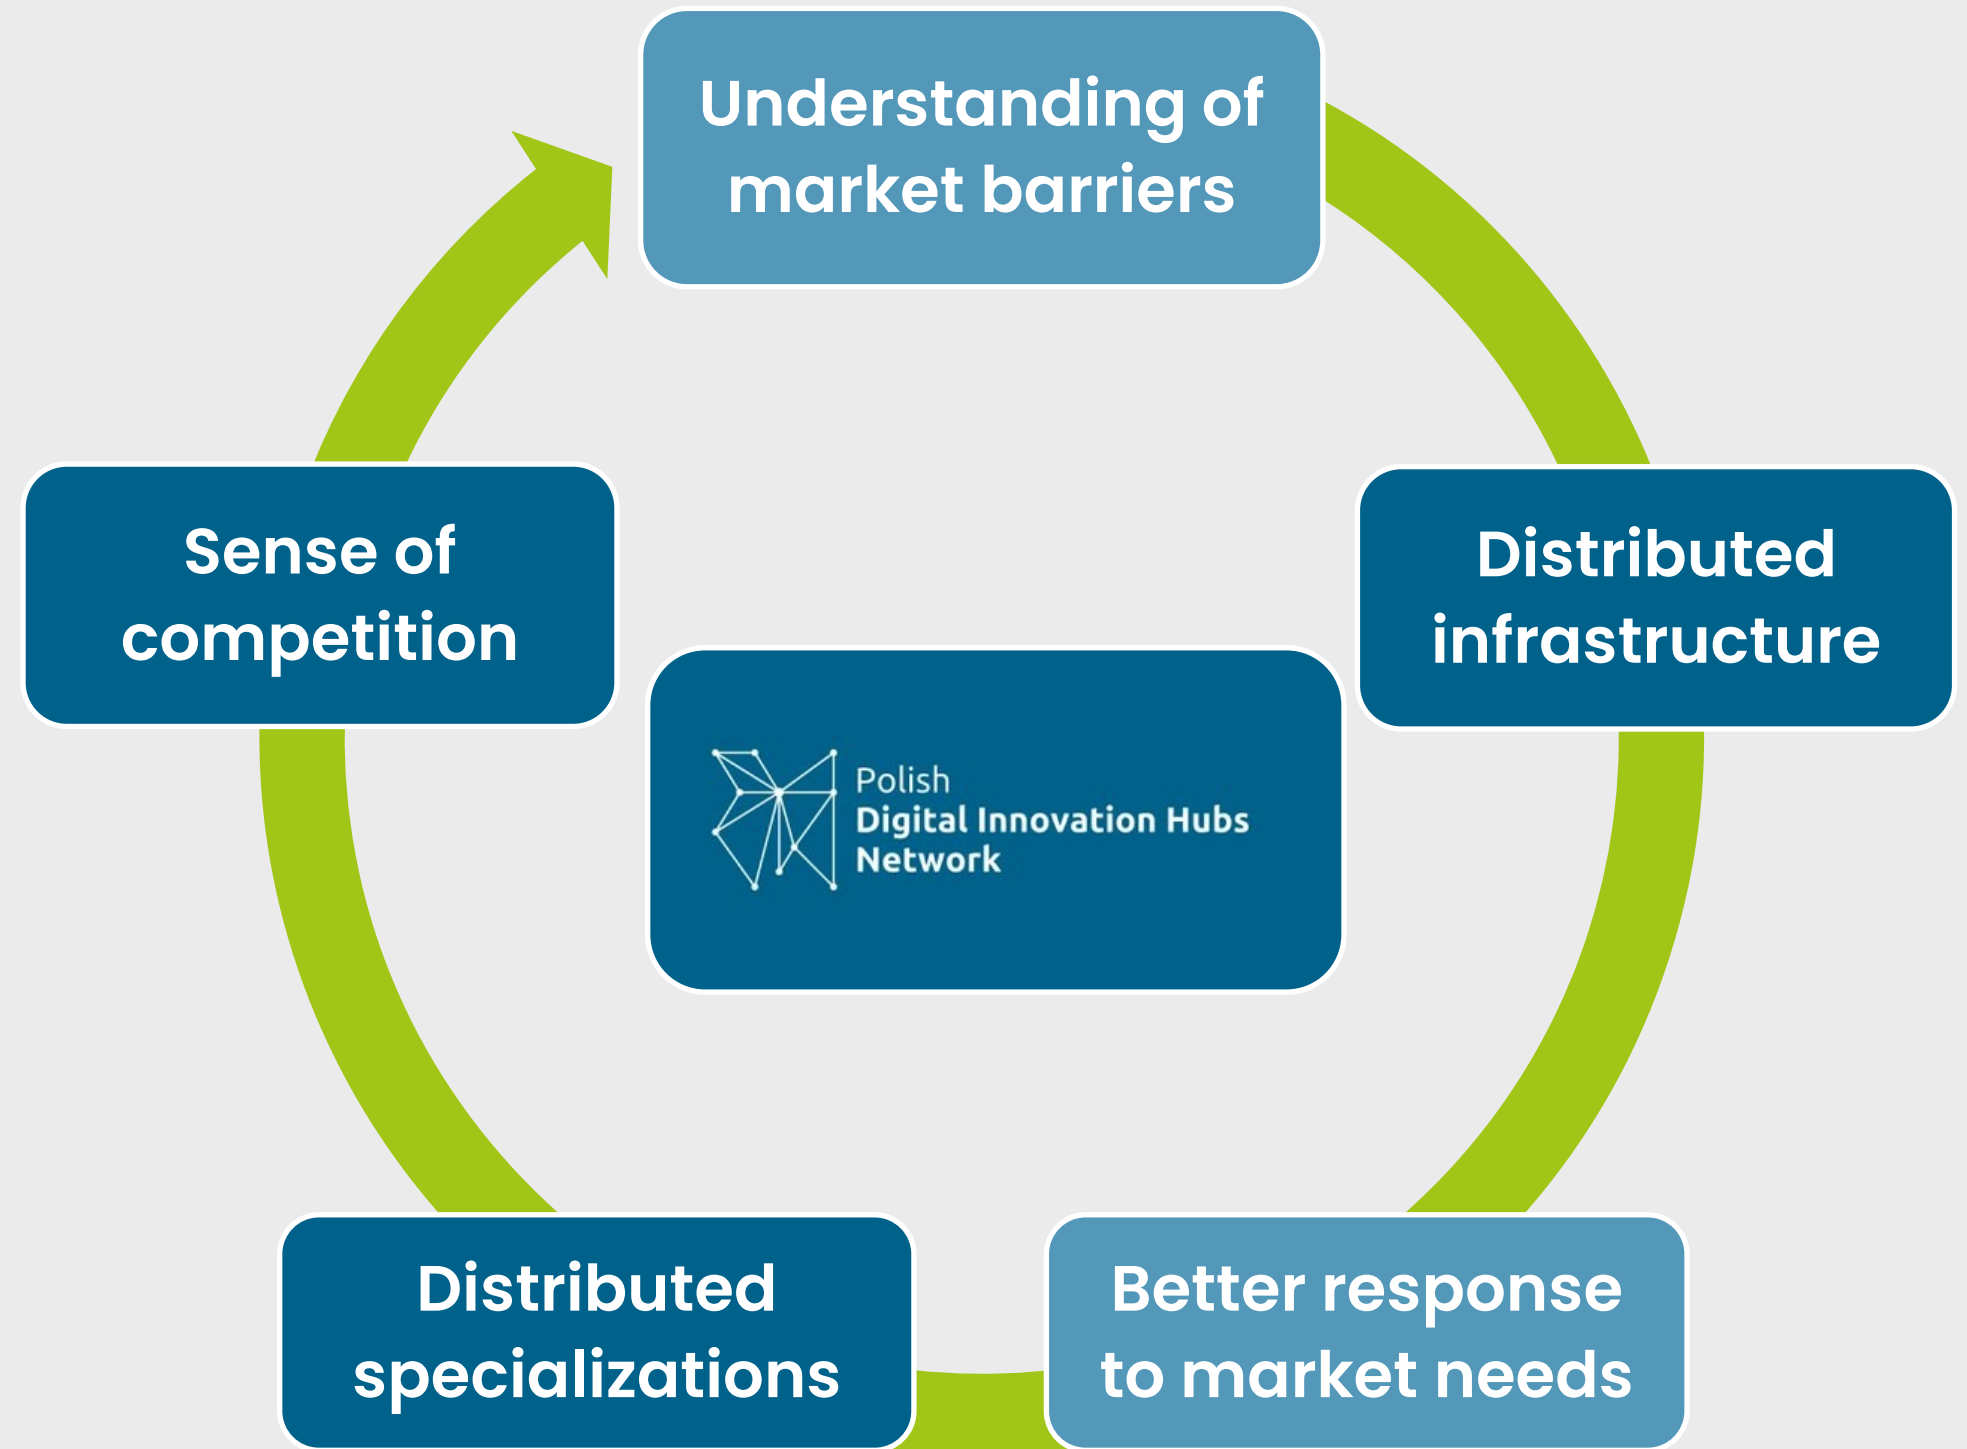 Understanding of
market barriers
Sense of
competition
Distributed
infrastructure
Polish
Digital Innovation Hubs
Network
Distributed
specializations
Better response
to market needs